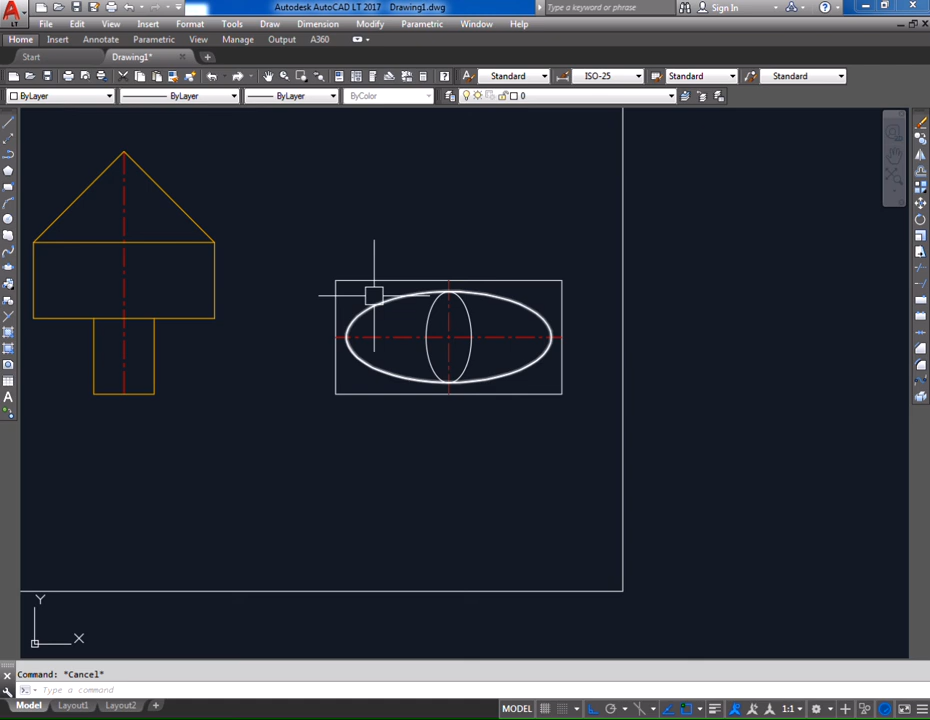 Autodesk AutoCAD LT 2017 Drawing1.dwg Type a keyword or phrase Sign In
LT
File Edit View Insert Format Tools Draw Dimension Modify Parametric Window Help
Home Insert Annotate Parametric View Manage Output A360
Start Drawing1*
Standard ISO-25 Standard Standard
ByLayer ByLayer ByLayer ByColor 0
Y
X
Command: *Cancel*
Type a command
Model Layout1 Layout2 + MODEL 1:1